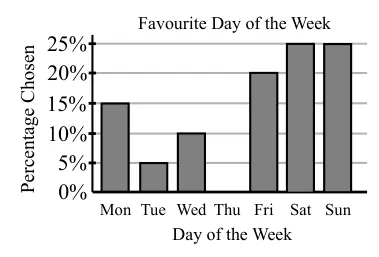 Favourite Day of the Week
Percentage Chosen
25%
20%
15%
10%
5%
0%
Mon Tue Wed Thu Fri Sat Sun
Day of the Week